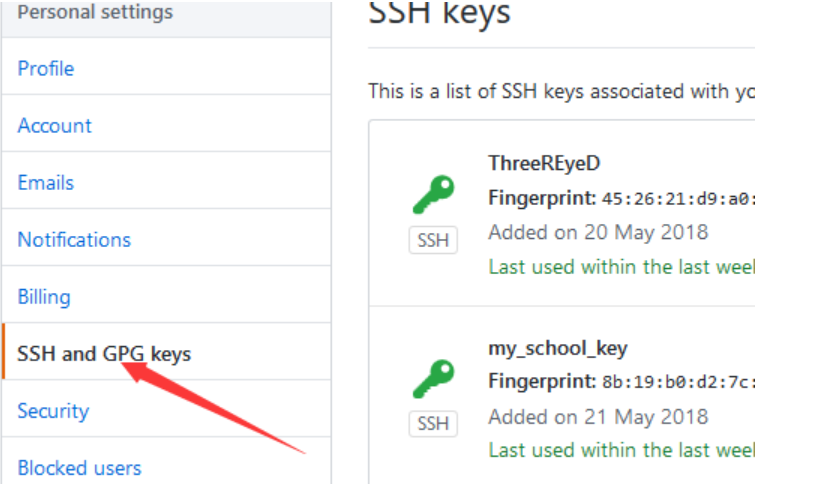 Personal settings
Profile
Account
Emails
Notifications
Billing
SSH and GPG keys
Security
Blocked users
SSH keys
This is a list of SSH keys associated with yo
ThreeREyeD
Fingerprint: 45:26:21:d9:a0:
SSH
Added on 20 May 2018
Last used within the last weel
my_school_key
Fingerprint: 8b:19:b0:d2:7c:
SSH
Added on 21 May 2018
Last used within the last weel